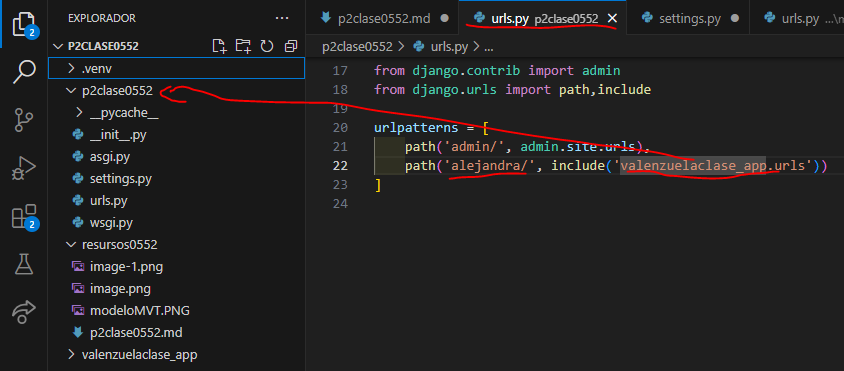 EXPLORADOR ...
p2clase0552.md ●
urls.py p2clase0552 ×
settings.py ●
urls.py ...\n
P2CLASE0552
p2clase0552 > urls.py > ...
> .venv
p2clase0552
> __pycache__
__init__.py
asgi.py
settings.py
urls.py
wsgi.py
resursos0552
image-1.png
image.png
modeloMVT.PNG
p2clase0552.md
> valenzuelaclase_app
17 from django.contrib import admin
18 from django.urls import path,include
19
20 urlpatterns = [
21 path('admin/', admin.site.urls),
22 path('alejandra/', include('valenzuelaclase_app.urls'))
23 ]
24
2
2